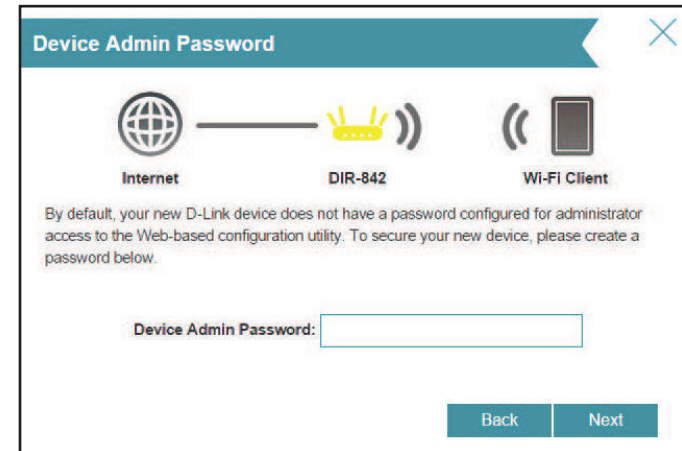 Device Admin Password
Internet
DIR-842
Wi-Fi Client
By default, your new D-Link device does not have a password configured for administrator
access to the Web-based configuration utility. To secure your new device, please create a
password below.
Device Admin Password:
Back
Next